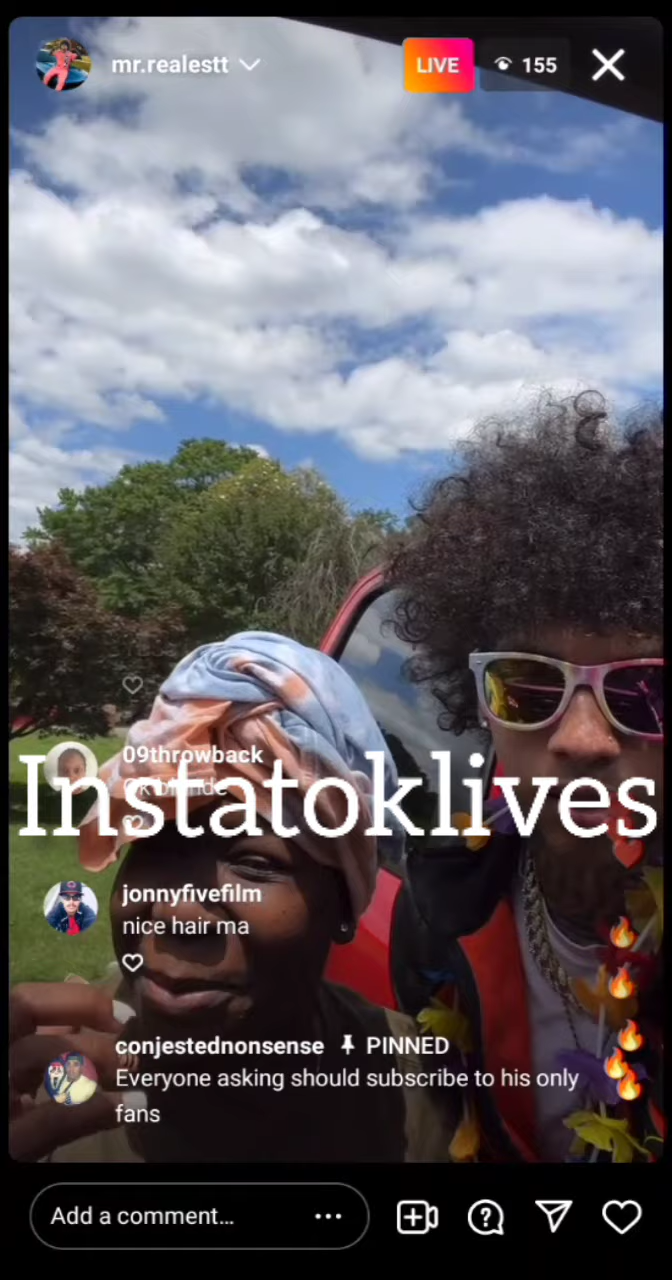 mr.realestt
LIVE
155
09throwback
Instatoklives
jonnyfivefilm
nice hair ma
conjestednonsense PINNED
Everyone asking should subscribe to his only
fans
Add a comment...